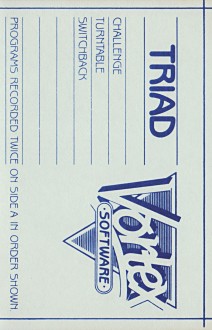 TRIAD
Vortex
SOFTWARE
CHALLENGE
TURNTABLE
SWITCHBACK
PROGRAMS RECORDED TWICE ON SIDE A IN ORDER SHOWN